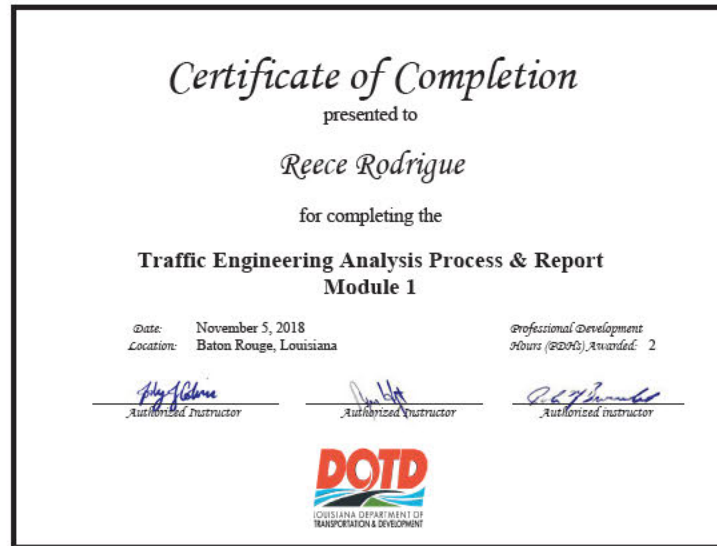 Certificate of Completion
presented to
Reece Rodrigue
for completing the
Traffic Engineering Analysis Process & Report
Module 1
Date: November 5, 2018
Location: Baton Rouge, Louisiana
Professional Development
Hours (PDHs) Awarded: 2
Authorized Instructor
Authorized Instructor
Authorized instructor
DOTD
LOUISIANA DEPARTMENT OF
TRANSPORTATION & DEVELOPMENT